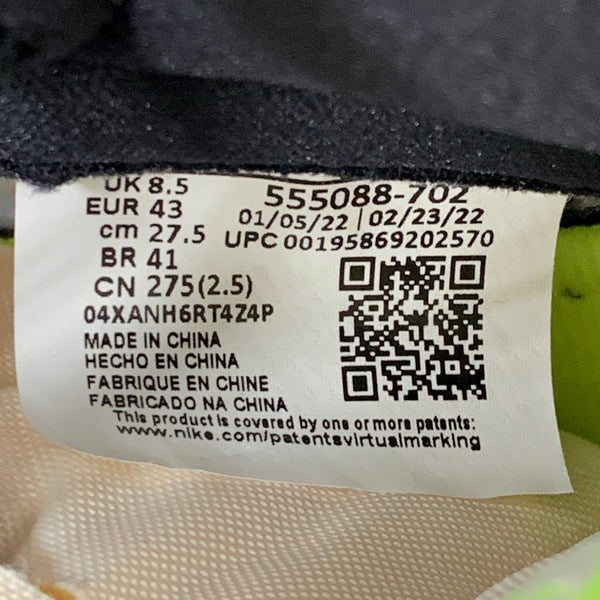 UK 8.5
EUR 43
cm 27.5
BR 41
CN 275(2.5)
04XANH6RT4Z4P
555088-702
01/05/22 | 02/23/22
UPC 00195869202570
MADE IN CHINA
HECHO EN CHINA
FABRIQUE EN CHINE
FABRICADO NA CHINA
This product is covered by one or more patents:
www.nike.com/patentsvirtualmarking